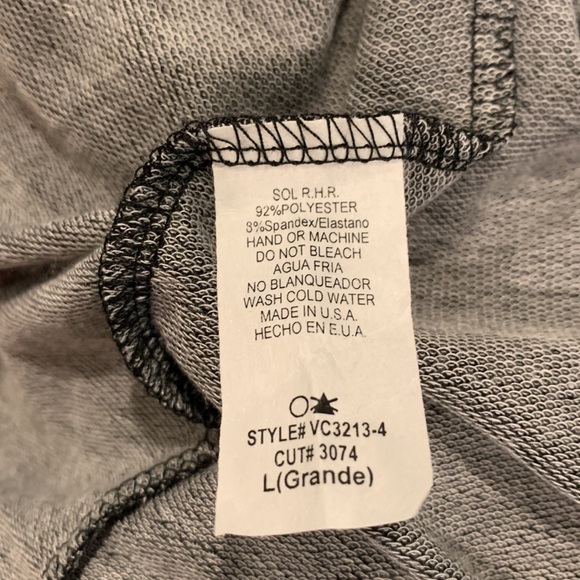 SOL R.H.R.
92%POLYESTER
8%Spandex/Elastano
HAND OR MACHINE
DO NOT BLEACH
AGUA FRIA
NO BLANQUEADOR
WASH COLD WATER
MADE IN U.S.A.
HECHO EN E.U.A.
STYLE# VC3213-4
CUT# 3074
L(Grande)